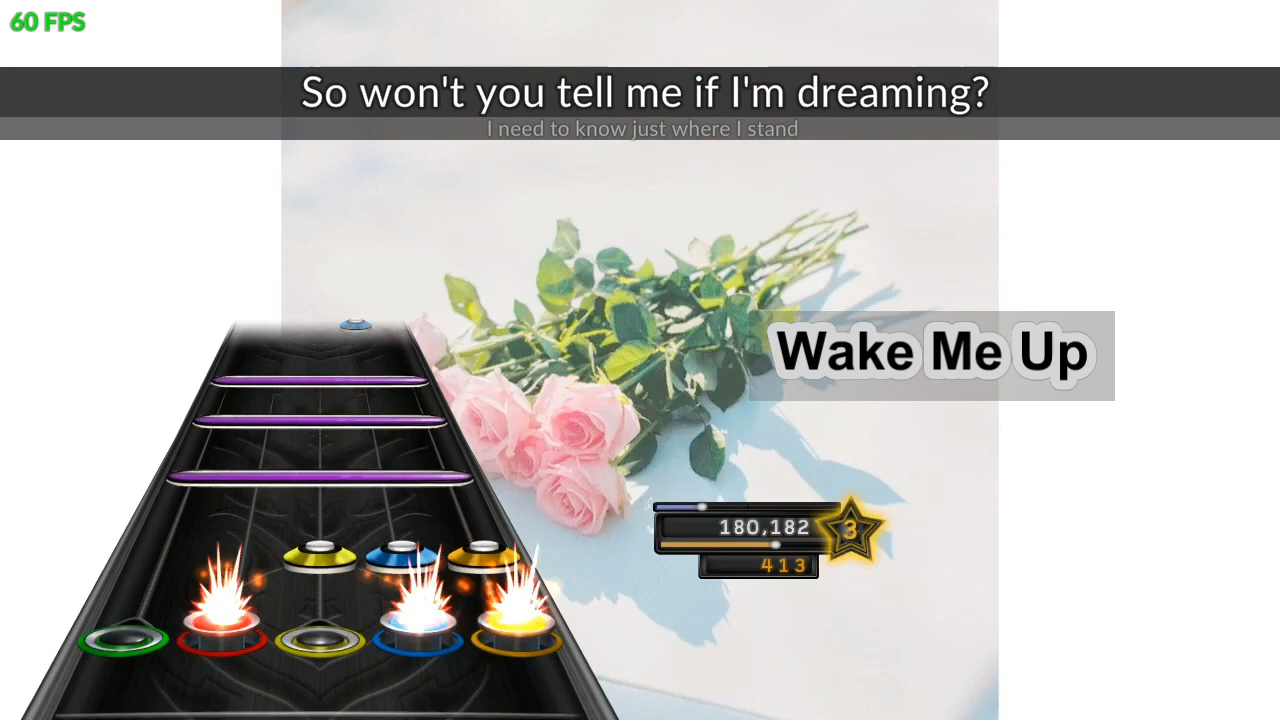 60 FPS
So won't you tell me if I'm dreaming?
I need to know just where I stand
Wake Me Up
180,182
3
413